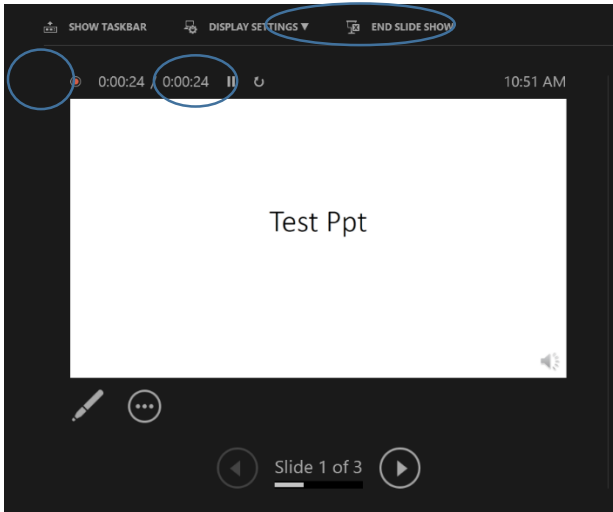 SHOW TASKBAR DISPLAY SETTINGS ▼ END SLIDE SHOW
0:00:24 / 0:00:24 10:51 AM
Test Ppt
Slide 1 of 3